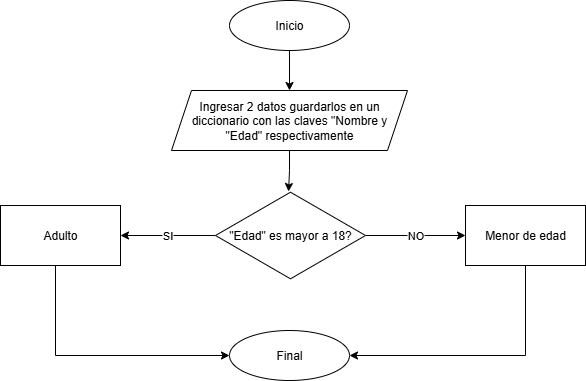 Inicio
Ingresar 2 datos guardarlos en un
diccionario con las claves "Nombre y
"Edad" respectivamente
Adulto
SI
"Edad" es mayor a 18?
NO
Menor de edad
Final